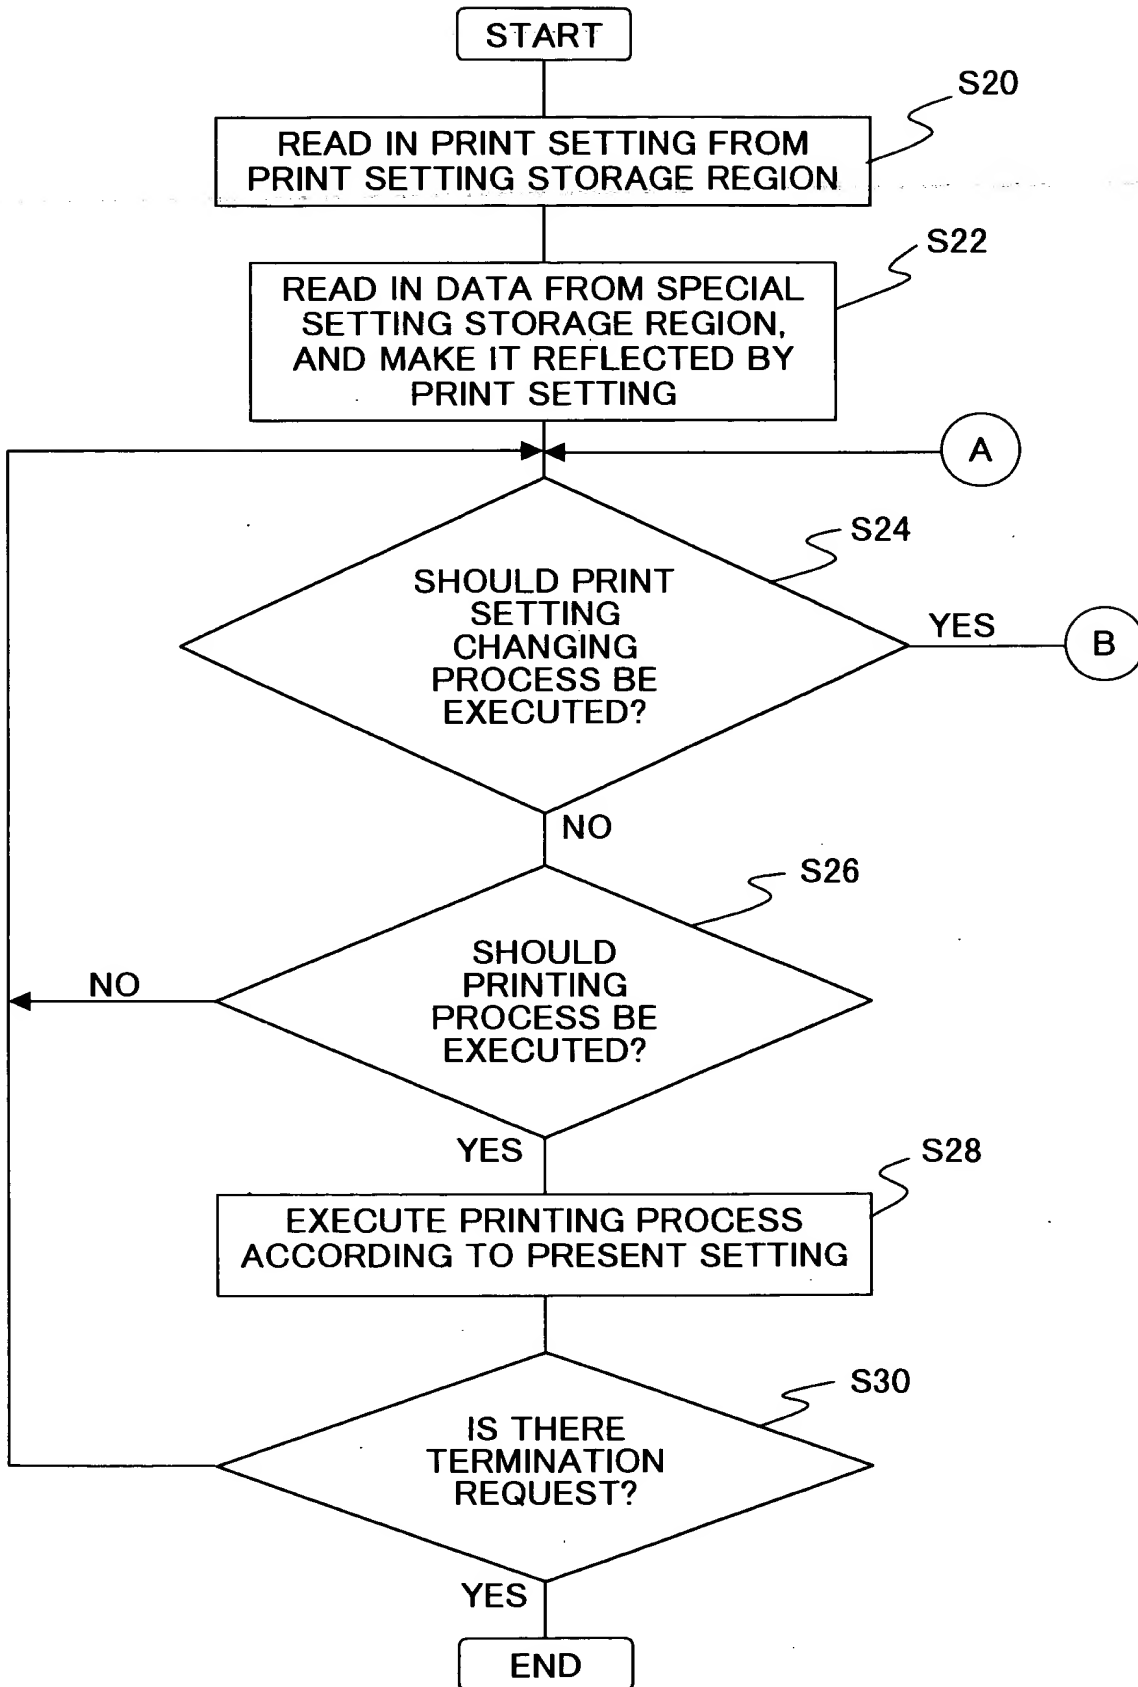 START
S20
READ IN PRINT SETTING FROM
PRINT SETTING STORAGE REGION
S22
READ IN DATA FROM SPECIAL
SETTING STORAGE REGION,
AND MAKE IT REFLECTED BY
PRINT SETTING
A
S24
SHOULD PRINT
SETTING
CHANGING
PROCESS BE
EXECUTED?
YES
B
NO
S26
SHOULD
PRINTING
PROCESS BE
EXECUTED?
NO
YES
S28
EXECUTE PRINTING PROCESS
ACCORDING TO PRESENT SETTING
S30
IS THERE
TERMINATION
REQUEST?
YES
END